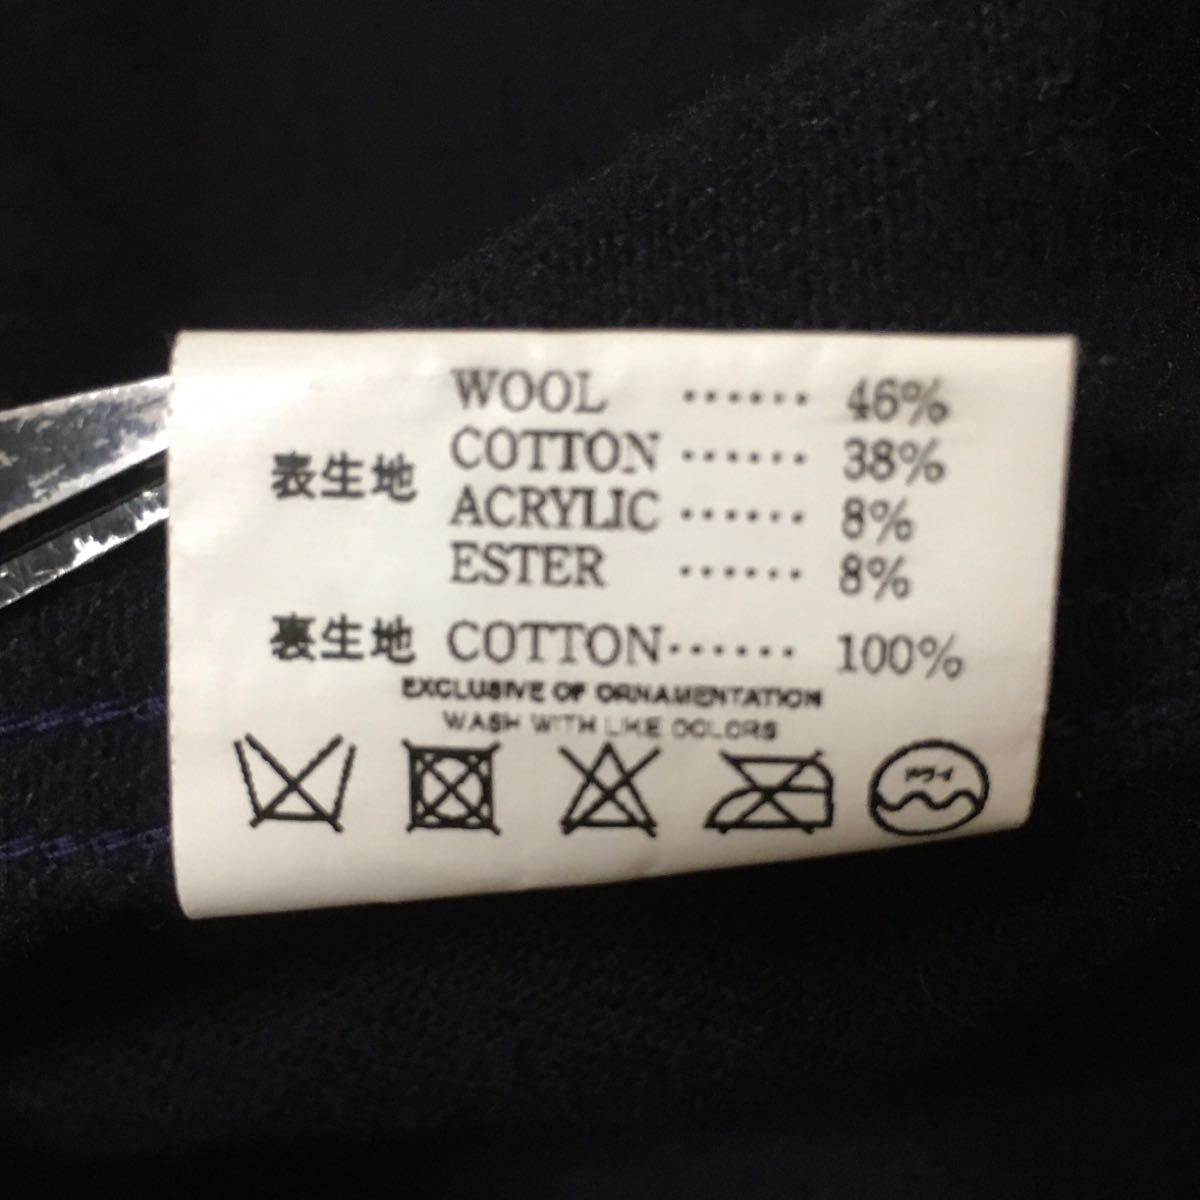 表生地 WOOL ...... 46%
COTTON ...... 38%
ACRYLIC ...... 8%
ESTER ...... 8%
裏生地 COTTON ...... 100%
EXCLUSIVE OF ORNAMENTATION
WASH WITH LIKE COLORS
ドライ